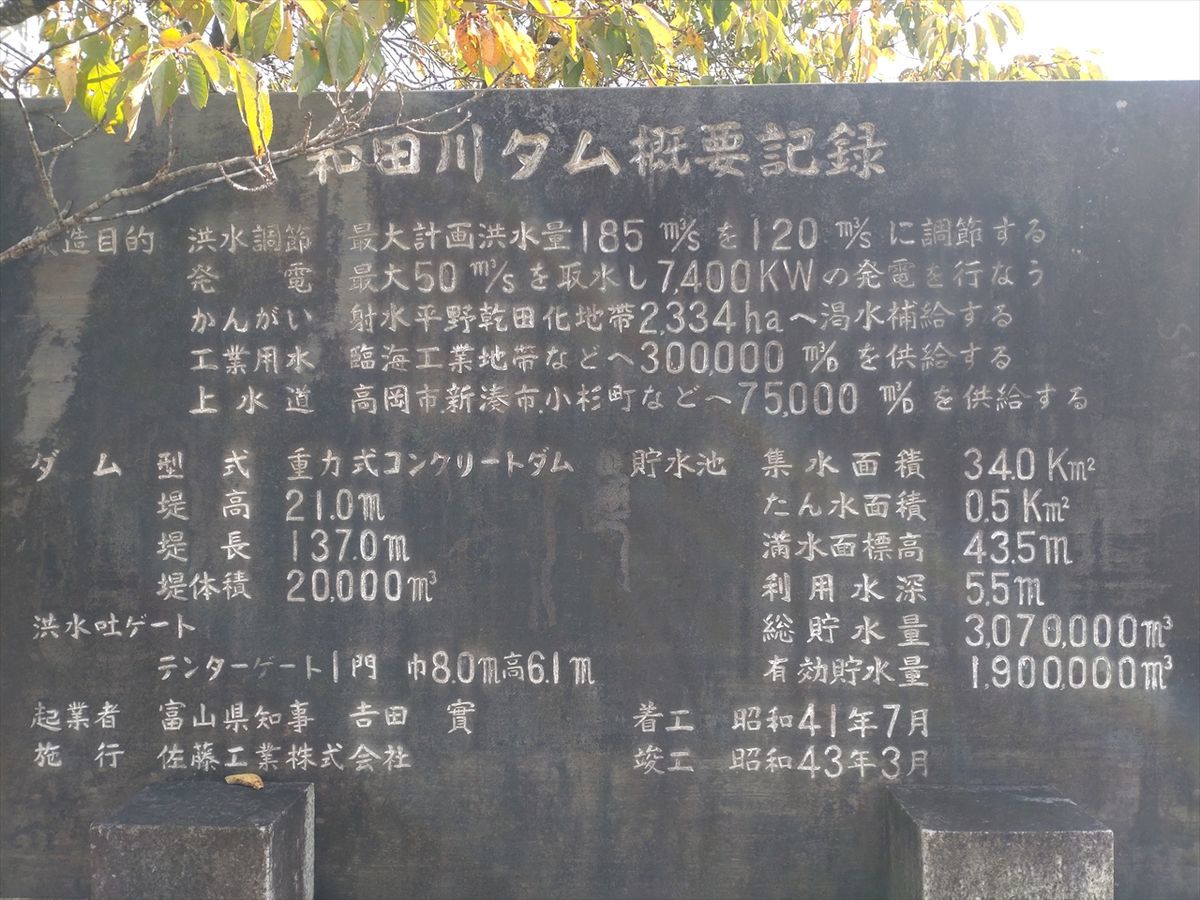 和田川ダム概要記録
造目的 洪水調節 最大計画洪水量185㎥/sを120㎥/sに調節する
発電 最大50㎥/sを取水し7,400KWの発電を行なう
かんがい 射水平野乾田化地帯2,334haへ渇水補給する
工業用水 臨海工業地帯などへ300,000㎥/Dを供給する
上水道 高岡市.新湊市.小杉町などへ75,000㎥/Dを供給する
ダム 型式 重力式コンクリートダム
堤高 21.0m
堤長 137.0m
堤体積 20,000m³
洪水吐ゲート
テンターゲート1門 巾8.0m高6.1m
貯水池 集水面積 34.0Km²
たん水面積 0.5Km²
満水面標高 43.5m
利用水深 5.5m
総貯水量 3,070,000m³
有効貯水量 1,900,000m³
起業者 富山県知事 吉田實
施行 佐藤工業株式会社
着工 昭和41年7月
竣工 昭和43年3月